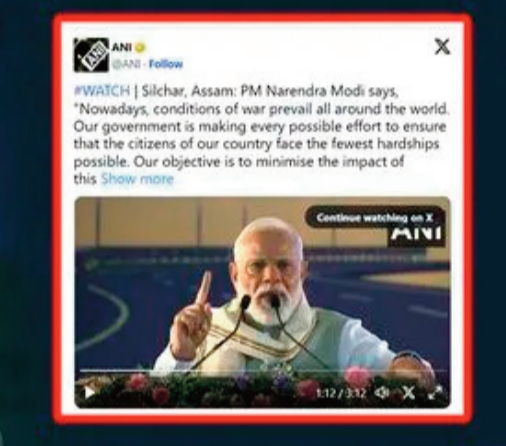 ANI
@ANI · Follow
#WATCH | Silchar, Assam: PM Narendra Modi says,
"Nowadays, conditions of war prevail all around the world.
Our government is making every possible effort to ensure
that the citizens of our country face the fewest hardships
possible. Our objective is to minimise the impact of
this Show more
Continue watching on X
ANI
1:12 / 3:12